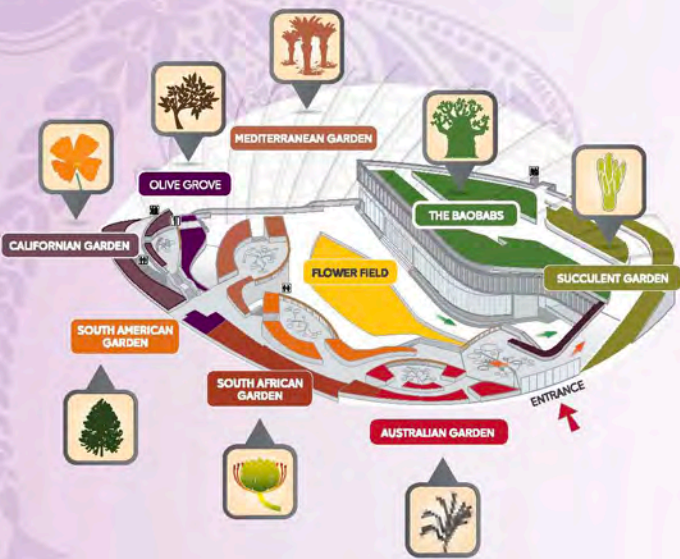 MEDITERRANEAN GARDEN
OLIVE GROVE
THE BAOBABS
CALIFORNIAN GARDEN
FLOWER FIELD
SUCCULENT GARDEN
SOUTH AMERICAN
GARDEN
SOUTH AFRICAN
GARDEN
ENTRANCE
AUSTRALIAN GARDEN